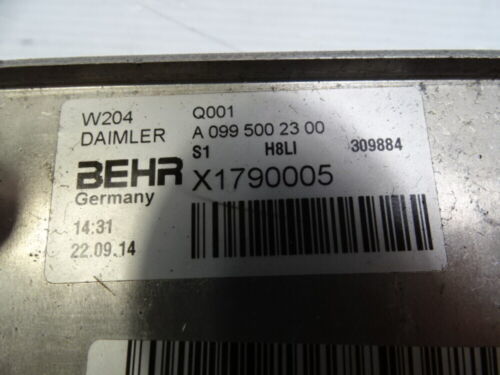 W204 Q001
DAIMLER A 099 500 23 00
S1 H8LI 309884
BEHR X1790005
Germany
14:31
22.09.14